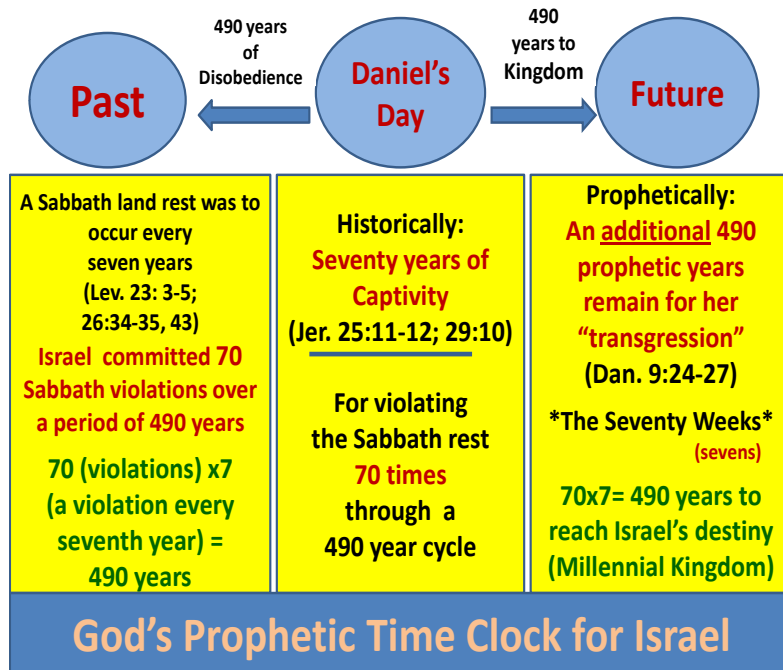 490 years
of
Disobedience
490
years to
Kingdom
Past
Daniel's
Day
Future
A Sabbath land rest was to
occur every
seven years
(Lev. 23: 3-5;
26:34-35, 43)
Israel committed 70
Sabbath violations over
a period of 490 years
70 (violations) x7
(a violation every
seventh year) =
490 years
Historically:
Seventy years of
Captivity
(Jer. 25:11-12; 29:10)
For violating
the Sabbath rest
70 times
through a
490 year cycle
Prophetically:
An additional 490
prophetic years
remain for her
“transgression”
(Dan. 9:24-27)
*The Seventy Weeks*
(sevens)
70x7= 490 years to
reach Israel's destiny
(Millennial Kingdom)
God's Prophetic Time Clock for Israel